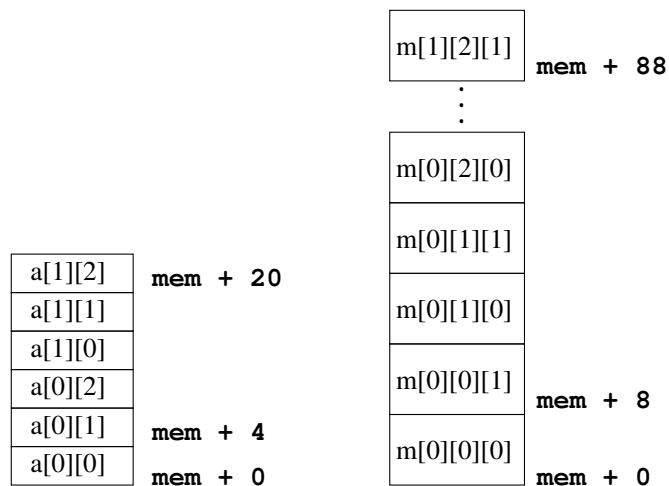 a[1][2] mem + 20
a[1][1]
a[1][0]
a[0][2]
a[0][1] mem + 4
a[0][0] mem + 0
m[1][2][1] mem + 88
m[0][2][0]
m[0][1][1]
m[0][1][0]
m[0][0][1] mem + 8
m[0][0][0] mem + 0